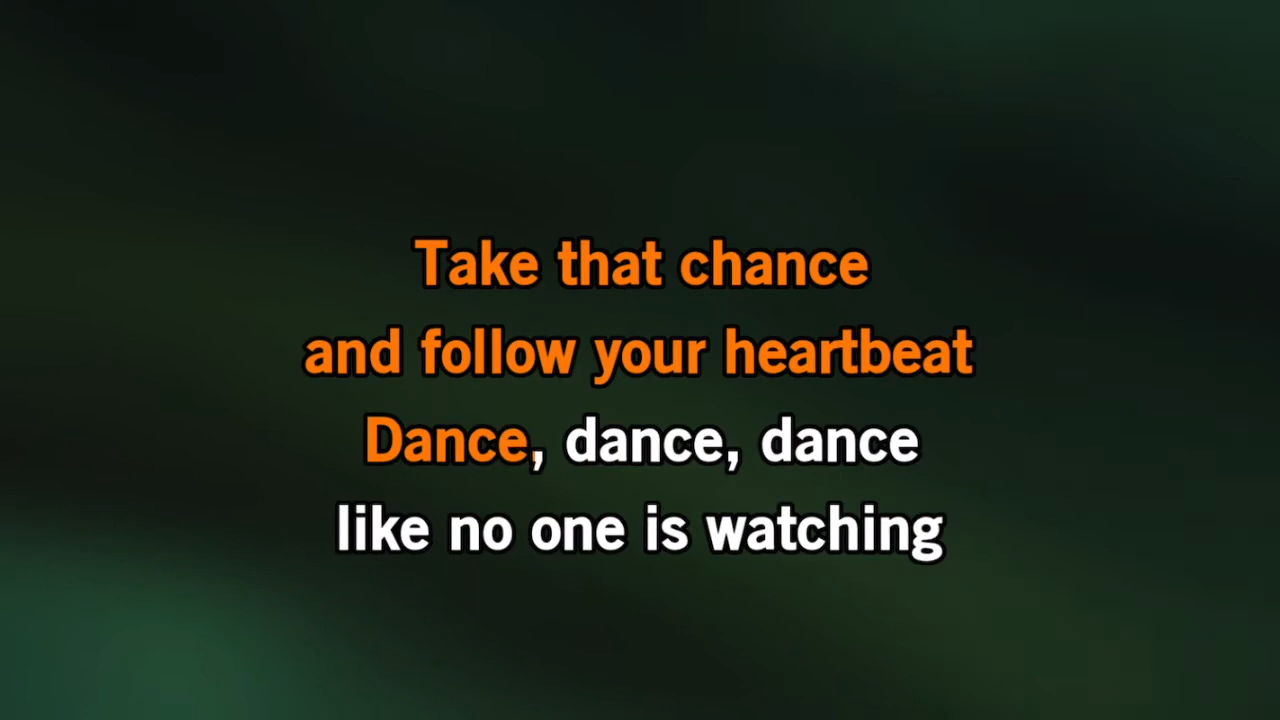 Take that chance
and follow your heartbeat
Dance, dance, dance
like no one is watching